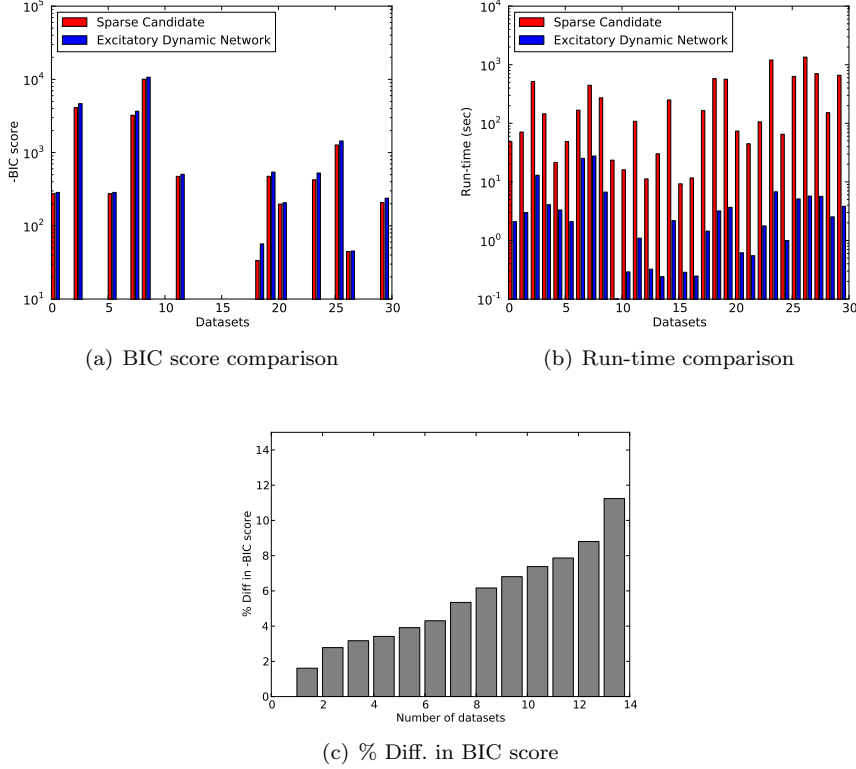 10^5
10^4
10^3
10^2
10^1
-BIC score
Sparse Candidate
Excitatory Dynamic Network
0 5 10 15 20 25 30
Datasets
(a) BIC score comparison
10^4
10^3
10^2
10^1
10^0
10^-1
Run-time (sec)
Sparse Candidate
Excitatory Dynamic Network
0 5 10 15 20 25 30
Datasets
(b) Run-time comparison
14
12
10
8
6
4
2
0
% Diff in -BIC score
0 2 4 6 8 10 12 14
Number of datasets
(c) % Diff. in BIC score